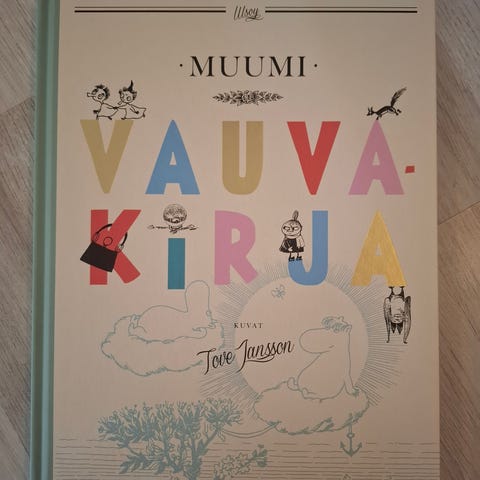 Wsoy
· MUUMI ·
VAUVA-
KIRJA
KUVAT
Tove Jansson